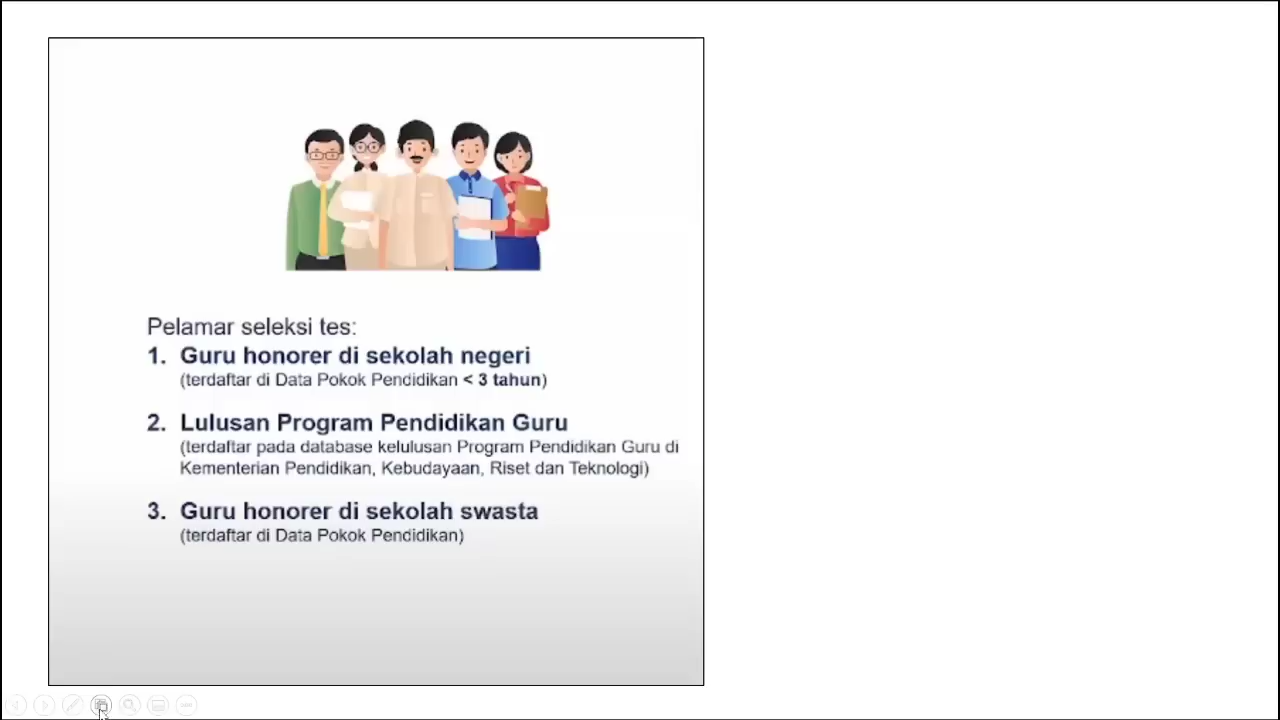 Pelamar seleksi tes:
1. Guru honorer di sekolah negeri
(terdaftar di Data Pokok Pendidikan < 3 tahun)
2. Lulusan Program Pendidikan Guru
(terdaftar pada database kelulusan Program Pendidikan Guru di
Kementerian Pendidikan, Kebudayaan, Riset dan Teknologi)
3. Guru honorer di sekolah swasta
(terdaftar di Data Pokok Pendidikan)